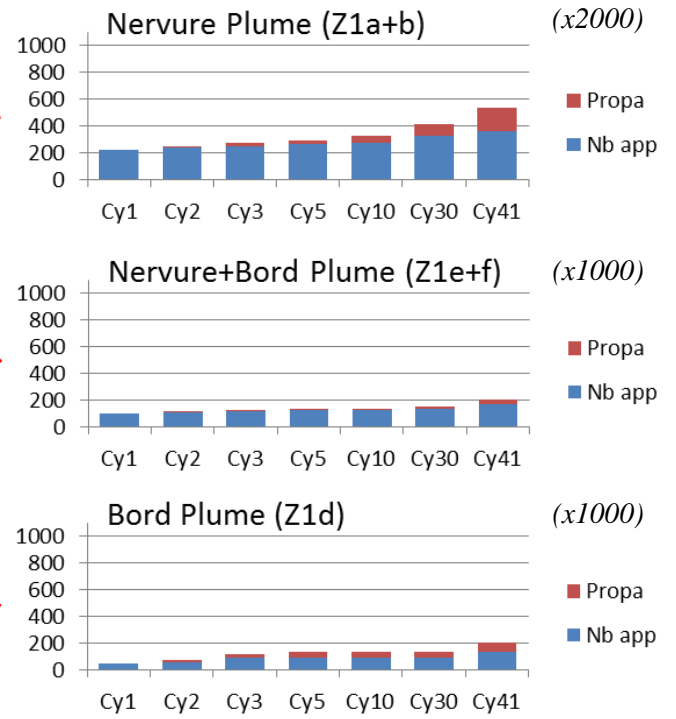 Nervure Plume (Z1a+b) (x2000)
1000
800
600
400
200
0
Propa
Nb app
Cy1 Cy2 Cy3 Cy5 Cy10 Cy30 Cy41
Nervure+Bord Plume (Z1e+f) (x1000)
1000
800
600
400
200
0
Propa
Nb app
Cy1 Cy2 Cy3 Cy5 Cy10 Cy30 Cy41
Bord Plume (Z1d) (x1000)
1000
800
600
400
200
0
Propa
Nb app
Cy1 Cy2 Cy3 Cy5 Cy10 Cy30 Cy41